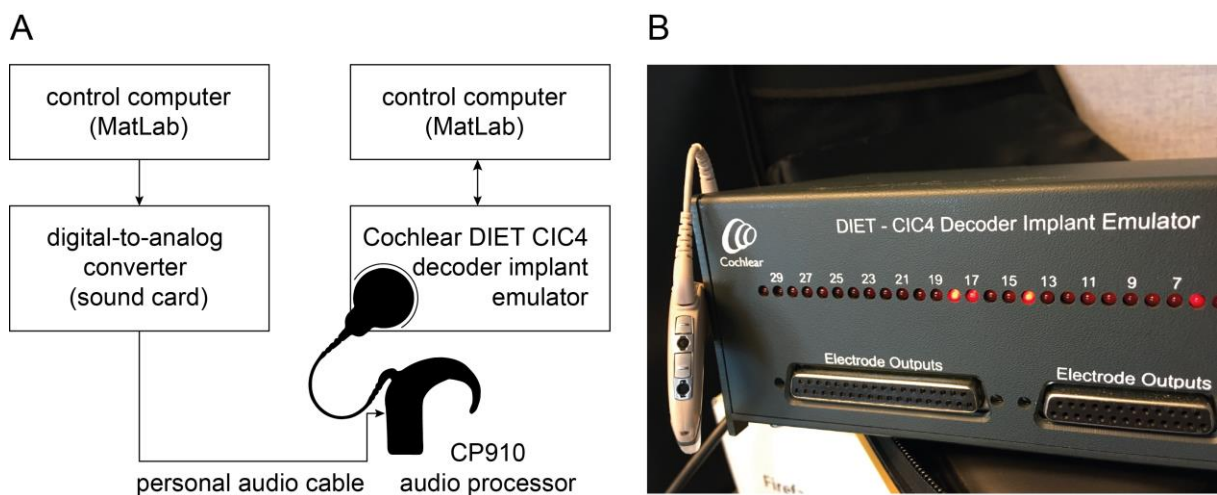 A
control computer
(MatLab)
control computer
(MatLab)
digital-to-analog
converter
(sound card)
Cochlear DIET CIC4
decoder implant
emulator
CP910
personal audio cable
audio processor
B
DIET - CIC4 Decoder Implant Emulator
Cochlear
29 27 25 23 21 19 17 15 13 11 9 7
Electrode Outputs
Electrode Outputs